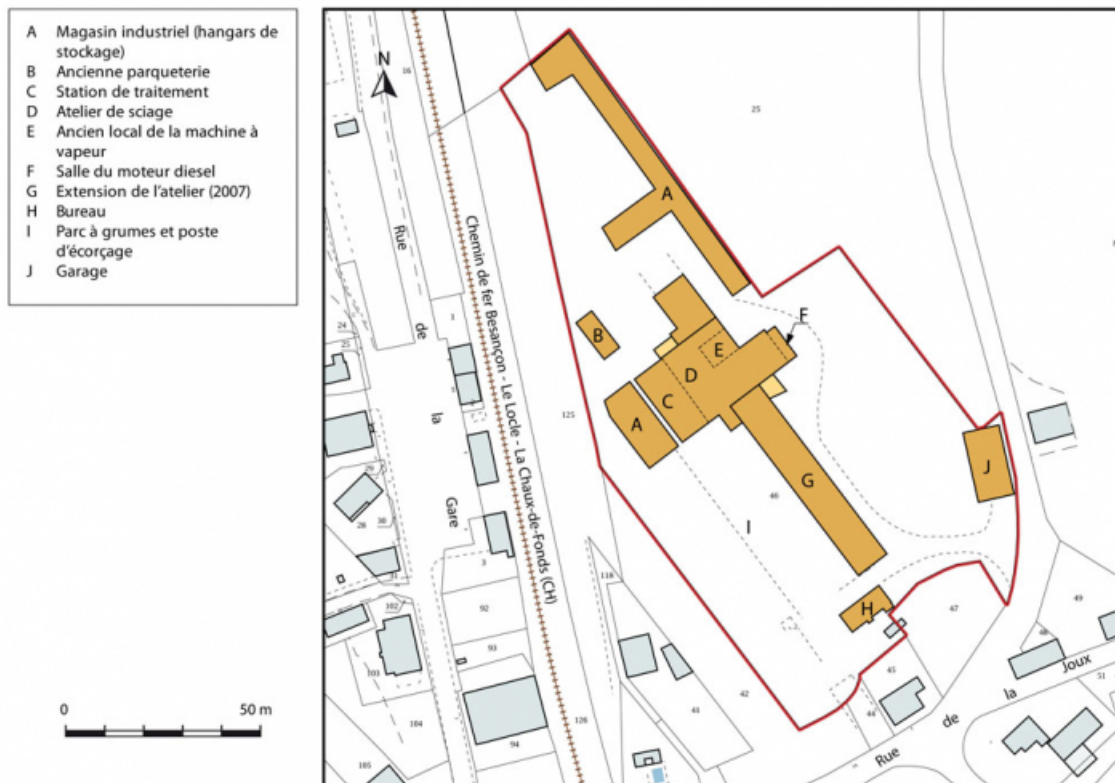 A Magasin industriel (hangars de
stockage)
B Ancienne parqueterie
C Station de traitement
D Atelier de sciage
E Ancien local de la machine à
vapeur
F Salle du moteur diesel
G Extension de l'atelier (2007)
H Bureau
I Parc à grumes et poste
d'écorçage
J Garage
0 50 m
N
16
25
Rue de la Gare
Chemin de fer Besançon - Le Locle - La Chaux-de-Fonds (CH)
A
F
B
E
D
C
A
G
J
I
H
24
25
29
28
30
31
102
103
104
105
3
92
93
94
125
126
118
46
47
49
48
45
44
42
41
51
Rue de la Joux